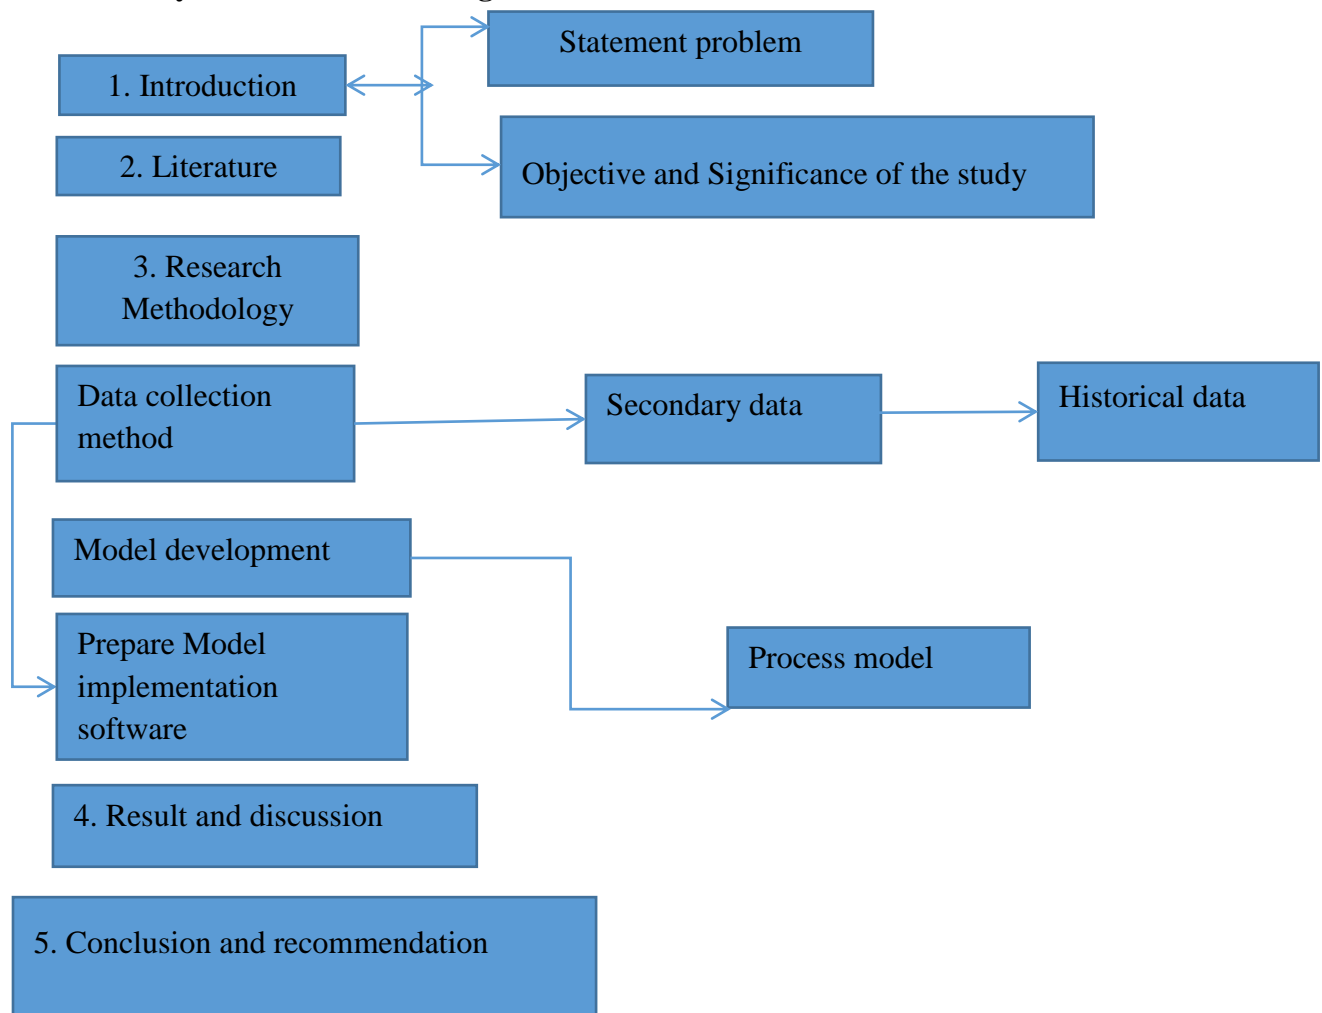 Statement problem
1. Introduction
2. Literature
Objective and Significance of the study
3. Research
Methodology
Data collection
method
Secondary data
Historical data
Model development
Prepare Model
implementation
software
Process model
4. Result and discussion
5. Conclusion and recommendation